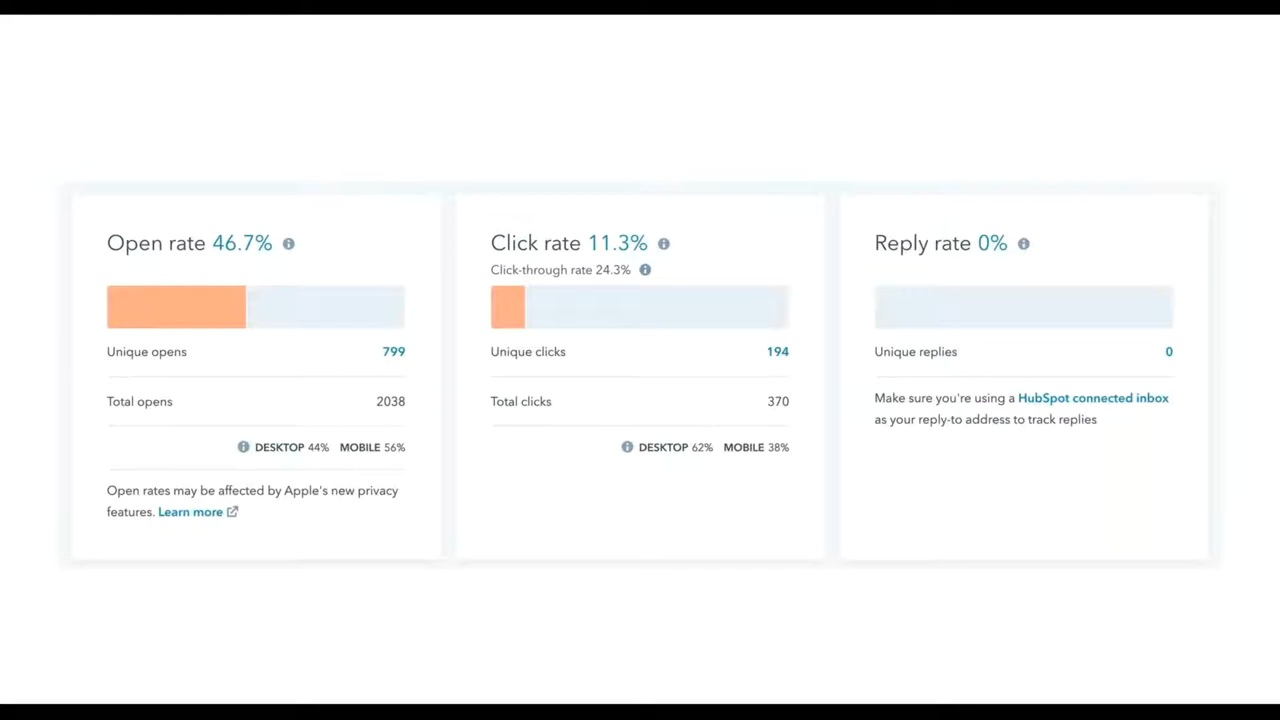 Open rate 46.7%
Unique opens 799
Total opens 2038
DESKTOP 44% MOBILE 56%
Open rates may be affected by Apple's new privacy
features. Learn more
Click rate 11.3%
Click-through rate 24.3%
Unique clicks 194
Total clicks 370
DESKTOP 62% MOBILE 38%
Reply rate 0%
Unique replies 0
Make sure you're using a HubSpot connected inbox
as your reply-to address to track replies